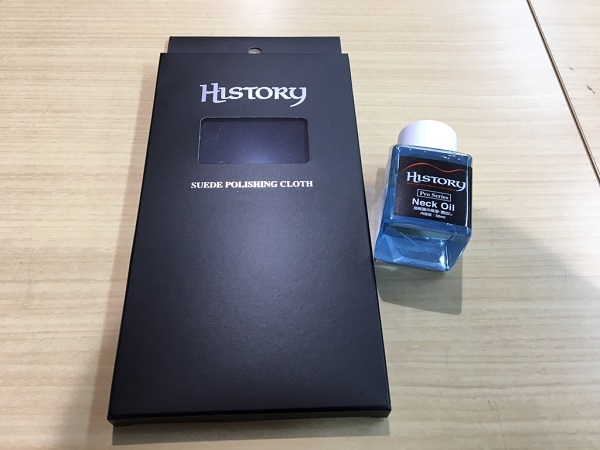 HISTORY
SUEDE POLISHING CLOTH
HISTORY
Pro Series
Neck Oil